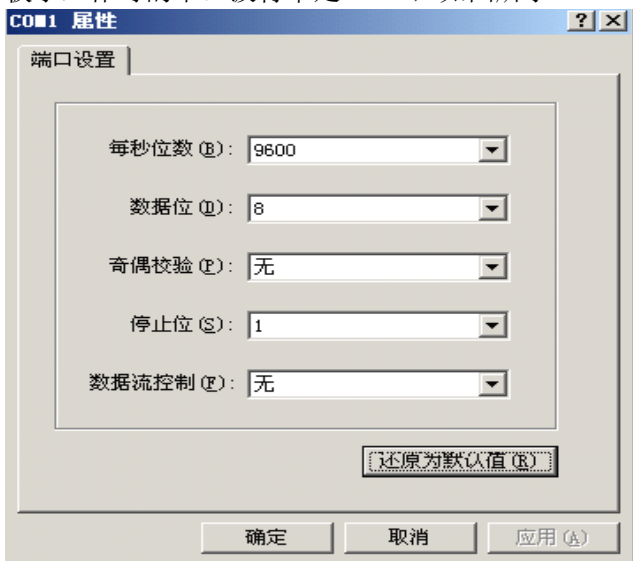 COM1 属性
端口设置
每秒位数(B): 9600
数据位(D): 8
奇偶校验(P): 无
停止位(S): 1
数据流控制(F): 无
还原为默认值(R)
确定 取消 应用(A)